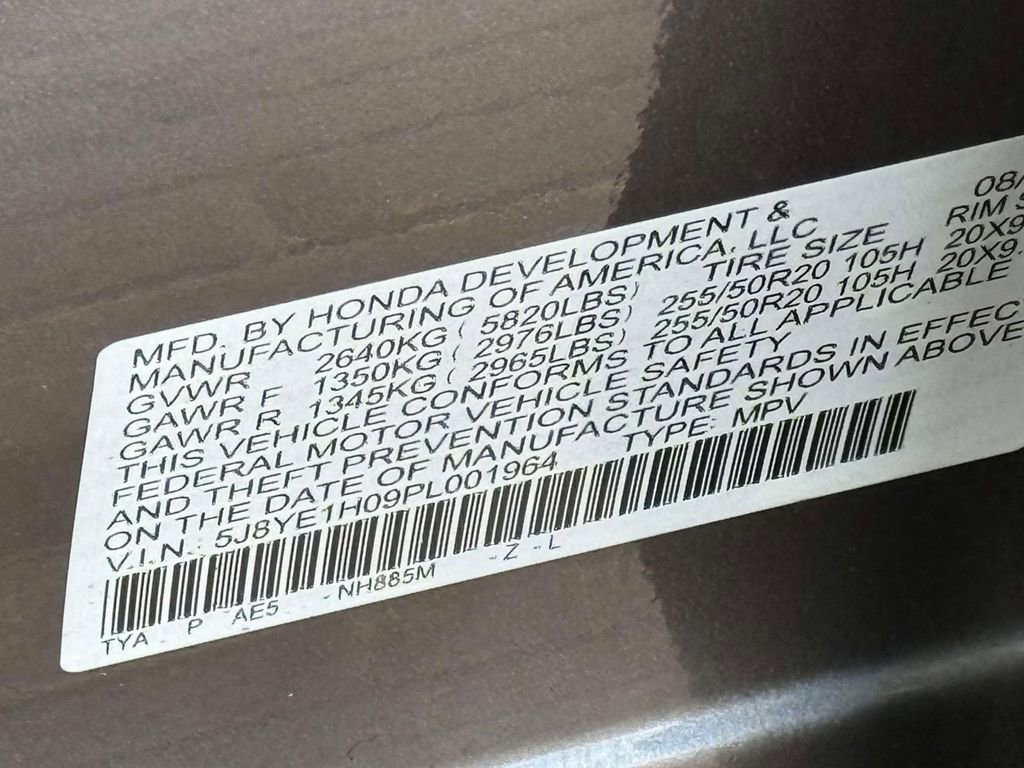 MFD. BY HONDA DEVELOPMENT & 08/
MANUFACTURING OF AMERICA, LLC RIM S
GVWR 2640KG ( 5820LBS) TIRE SIZE 20X9
GAWR F 1350KG ( 2976LBS) 255/50R20 105H 20X9.
GAWR R 1345KG ( 2965LBS) 255/50R20 105H
THIS VEHICLE CONFORMS TO ALL APPLICABLE
FEDERAL MOTOR VEHICLE SAFETY
AND THEFT PREVENTION STANDARDS IN EFFEC
ON THE DATE OF MANUFACTURE SHOWN ABOVE
V.I.N.: 5J8YE1H09PL001964 TYPE: MPV
TYA P AE5 NH885M -Z -L